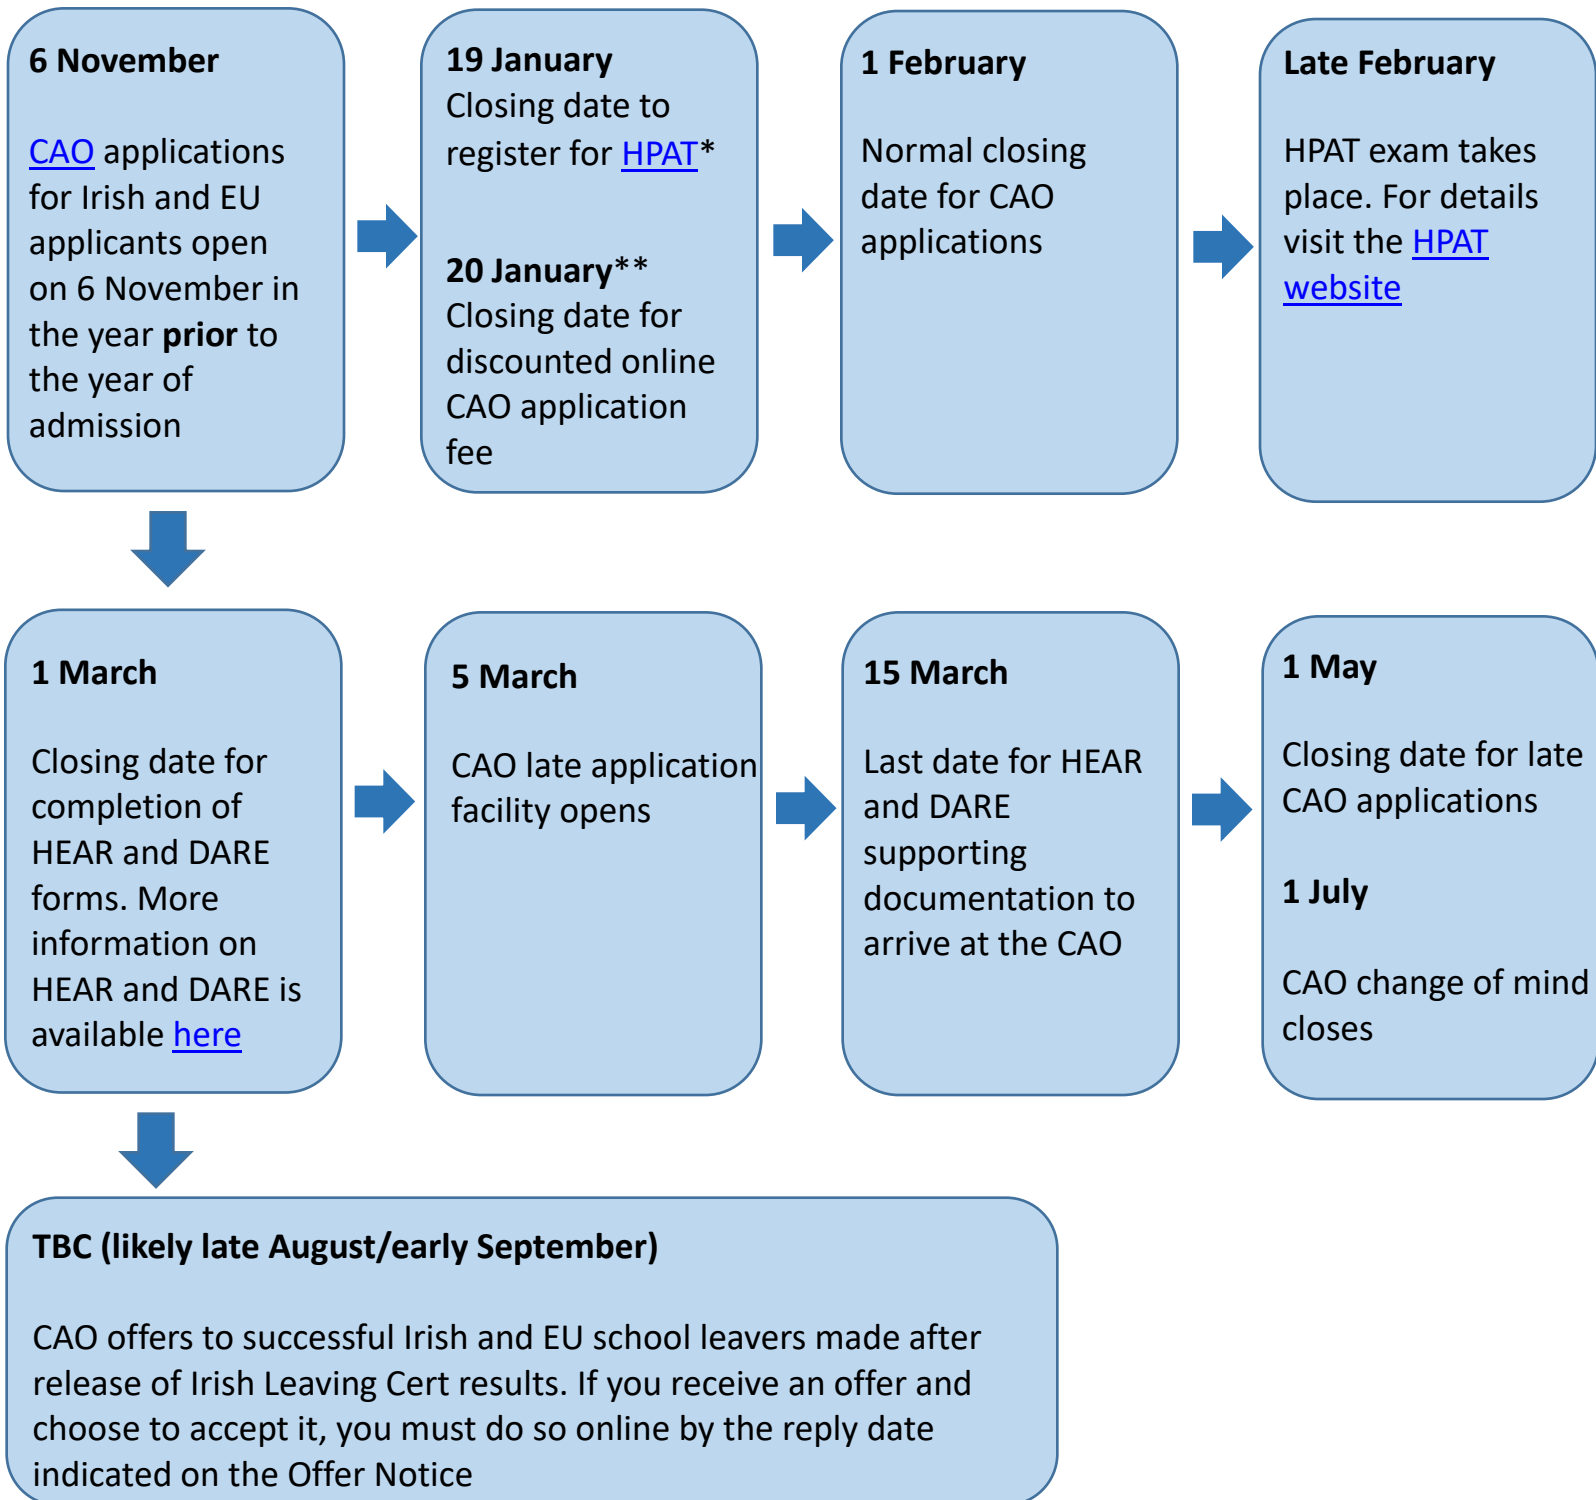 6 November
CAO applications
for Irish and EU
applicants open
on 6 November in
the year prior to
the year of
admission
19 January
Closing date to
register for HPAT*
20 January**
Closing date for
discounted online
CAO application
fee
1 February
Normal closing
date for CAO
applications
Late February
HPAT exam takes
place. For details
visit the HPAT
website
1 March
Closing date for
completion of
HEAR and DARE
forms. More
information on
HEAR and DARE is
available here
5 March
CAO late application
facility opens
15 March
Last date for HEAR
and DARE
supporting
documentation to
arrive at the CAO
1 May
Closing date for late
CAO applications
1 July
CAO change of mind
closes
TBC (likely late August/early September)
CAO offers to successful Irish and EU school leavers made after
release of Irish Leaving Cert results. If you receive an offer and
choose to accept it, you must do so online by the reply date
indicated on the Offer Notice